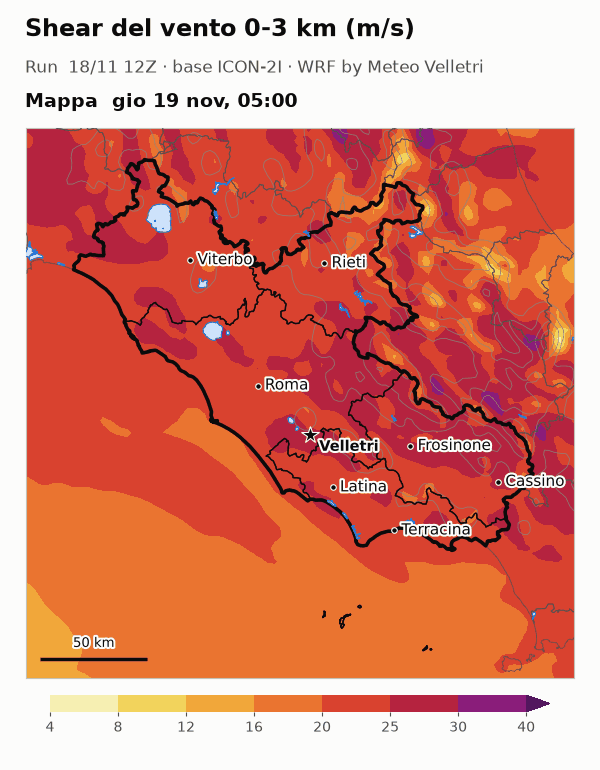 Shear del vento 0-3 km (m/s)
Run  18/11 12Z · base ICON-2I · WRF by Meteo Velletri
Mappa  gio 19 nov, 05:00
Viterbo
Rieti
Roma
Velletri
Frosinone
Cassino
Latina
Terracina
50 km
4 8 12 16 20 25 30 40